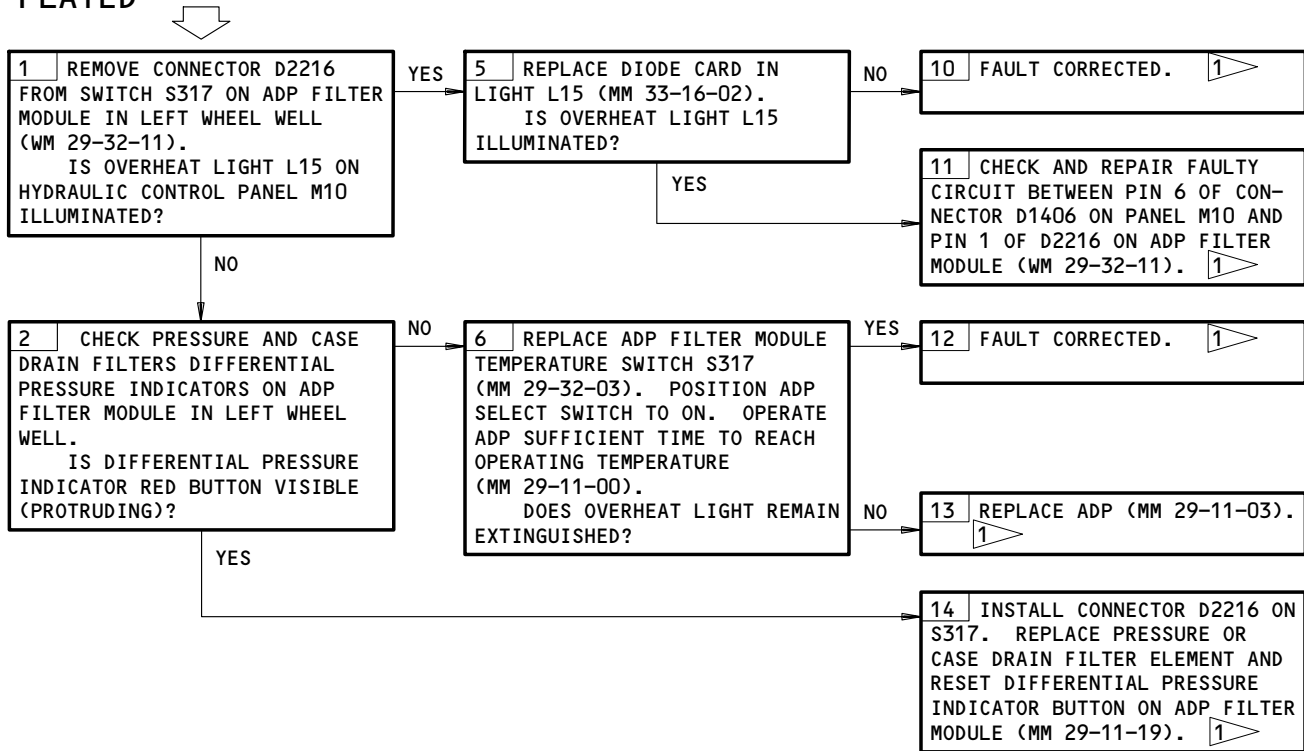 1 REMOVE CONNECTOR D2216
FROM SWITCH S317 ON ADP FILTER
MODULE IN LEFT WHEEL WELL
(WM 29-32-11).
IS OVERHEAT LIGHT L15 ON
HYDRAULIC CONTROL PANEL M10
ILLUMINATED?
YES
NO
5 REPLACE DIODE CARD IN
LIGHT L15 (MM 33-16-02).
IS OVERHEAT LIGHT L15
ILLUMINATED?
NO
YES
10 FAULT CORRECTED. 1
11 CHECK AND REPAIR FAULTY
CIRCUIT BETWEEN PIN 6 OF CON-
NECTOR D1406 ON PANEL M10 AND
PIN 1 OF D2216 ON ADP FILTER
MODULE (WM 29-32-11). 1
2 CHECK PRESSURE AND CASE
DRAIN FILTERS DIFFERENTIAL
PRESSURE INDICATORS ON ADP
FILTER MODULE IN LEFT WHEEL
WELL.
IS DIFFERENTIAL PRESSURE
INDICATOR RED BUTTON VISIBLE
(PROTRUDING)?
NO
YES
6 REPLACE ADP FILTER MODULE
TEMPERATURE SWITCH S317
(MM 29-32-03). POSITION ADP
SELECT SWITCH TO ON. OPERATE
ADP SUFFICIENT TIME TO REACH
OPERATING TEMPERATURE
(MM 29-11-00).
DOES OVERHEAT LIGHT REMAIN
EXTINGUISHED?
YES
NO
12 FAULT CORRECTED. 1
13 REPLACE ADP (MM 29-11-03).
1
14 INSTALL CONNECTOR D2216 ON
S317. REPLACE PRESSURE OR
CASE DRAIN FILTER ELEMENT AND
RESET DIFFERENTIAL PRESSURE
INDICATOR BUTTON ON ADP FILTER
MODULE (MM 29-11-19). 1